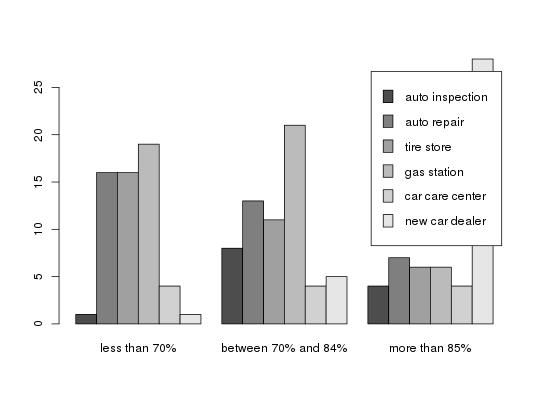 25
20
15
10
5
0
auto inspection
auto repair
tire store
gas station
car care center
new car dealer
less than 70%
between 70% and 84%
more than 85%